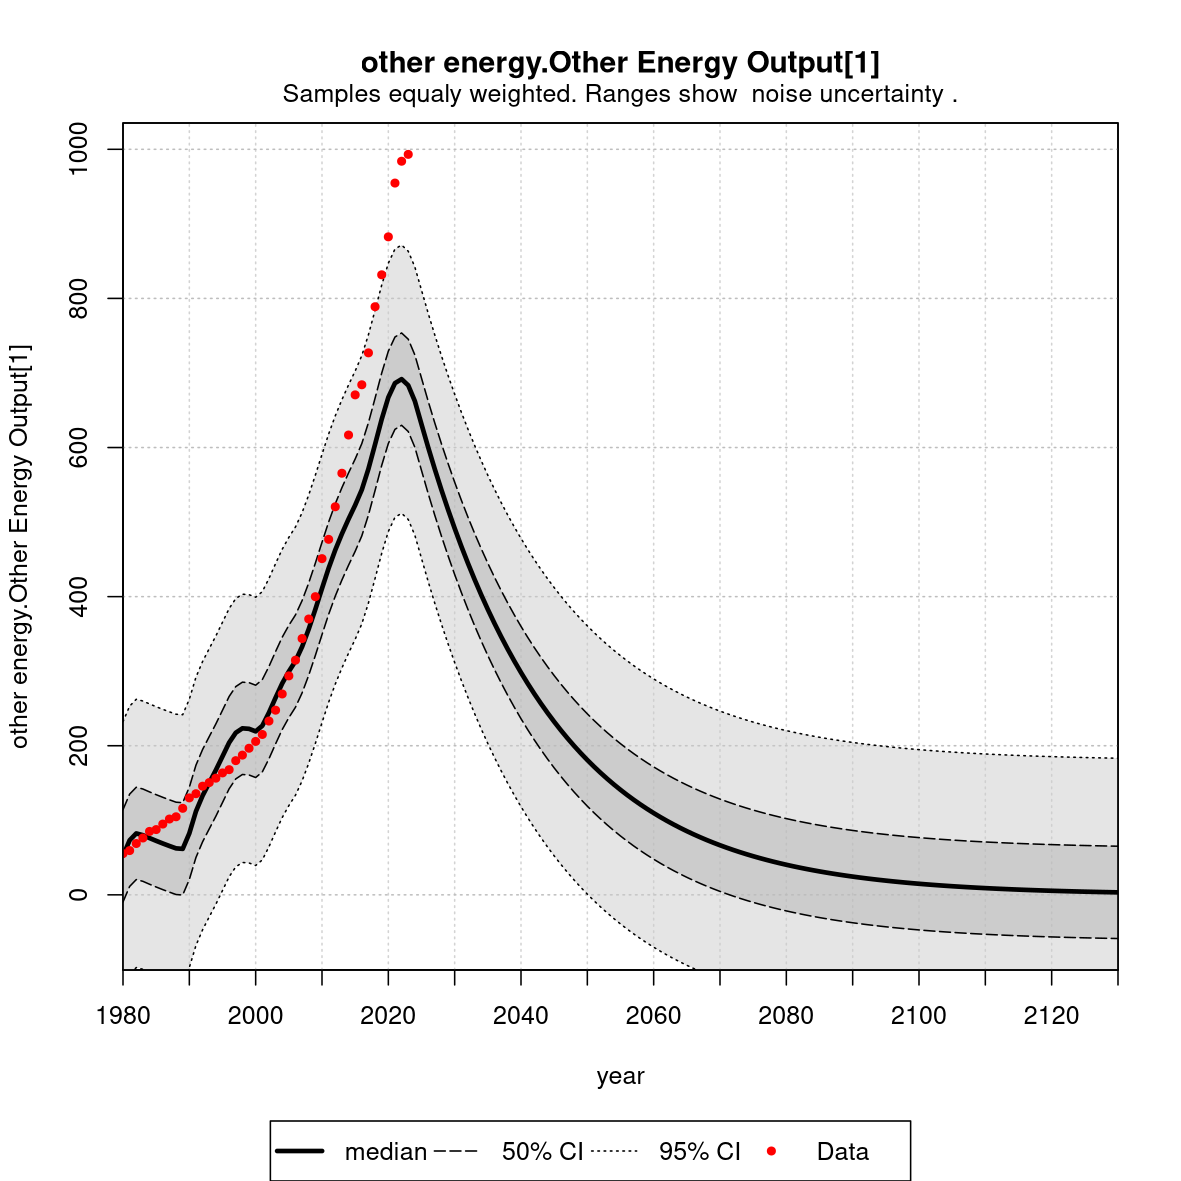 other energy.Other Energy Output[1]
Samples equaly weighted. Ranges show  noise uncertainty .
other energy.Other Energy Output[1]
1000
800
600
400
200
0
1980 2000 2020 2040 2060 2080 2100 2120
year
median 50% CI 95% CI Data